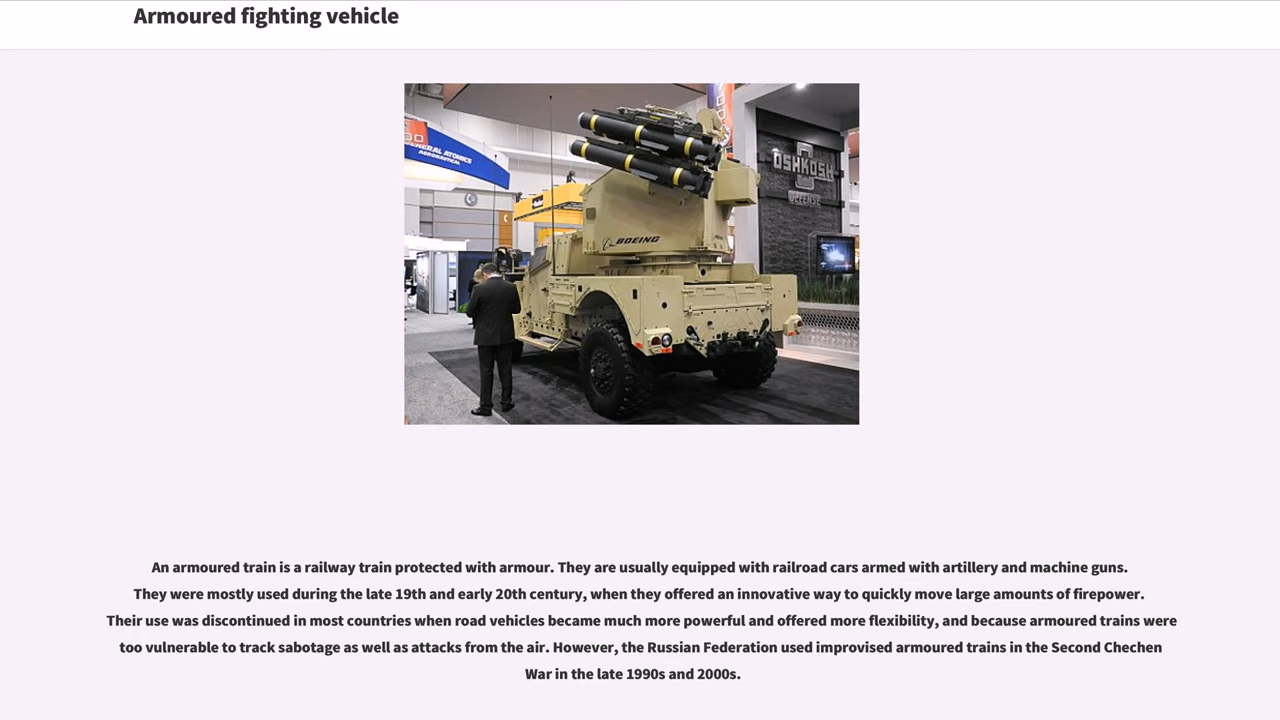 Armoured fighting vehicle
GENERAL ATOMICS
AERONAUTICAL
BOEING
OSHKOSH
DEFENSE
An armoured train is a railway train protected with armour. They are usually equipped with railroad cars armed with artillery and machine guns.
They were mostly used during the late 19th and early 20th century, when they offered an innovative way to quickly move large amounts of firepower.
Their use was discontinued in most countries when road vehicles became much more powerful and offered more flexibility, and because armoured trains were
too vulnerable to track sabotage as well as attacks from the air. However, the Russian Federation used improvised armoured trains in the Second Chechen
War in the late 1990s and 2000s.